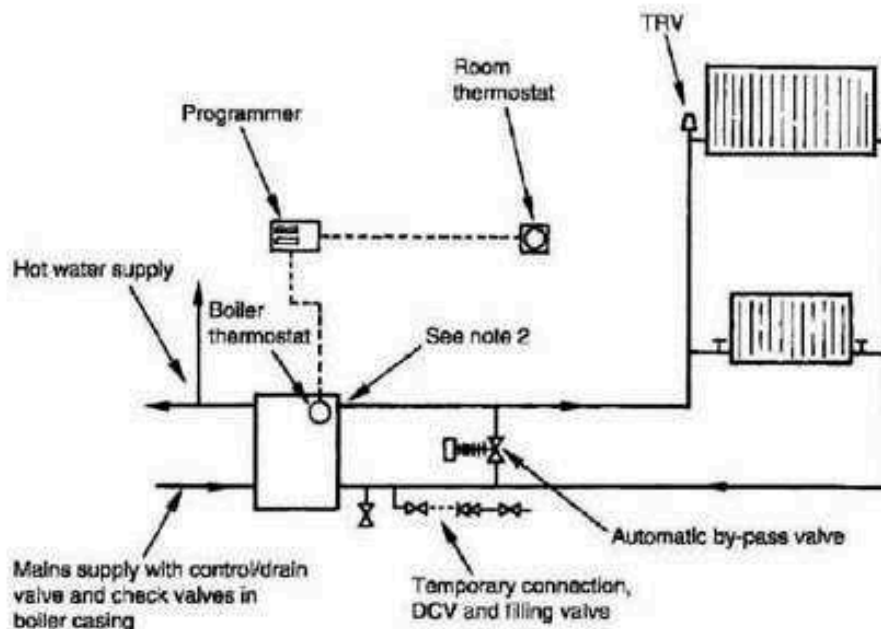 TRV
Room
thermostat
Programmer
Hot water supply
Boiler
thermostat
See note 2
Automatic by-pass valve
Mains supply with control/drain
valve and check valves in
boiler casing
Temporary connection,
DCV and filling valve